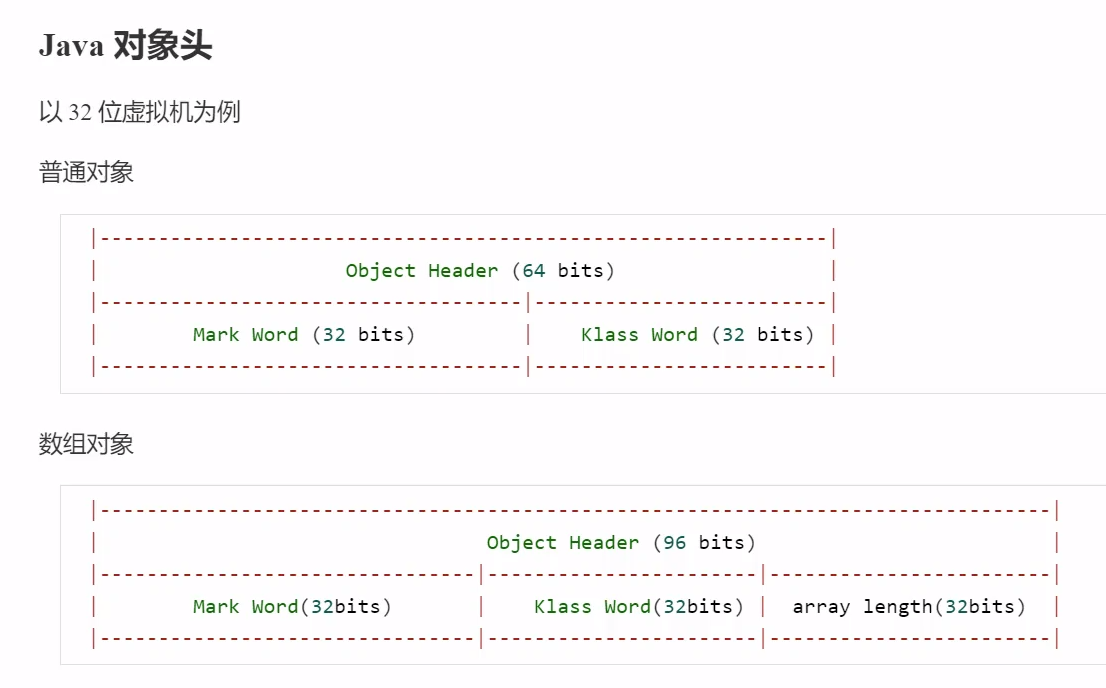 Java 对象头
以 32 位虚拟机为例
普通对象
|--------------------------------------------------------------|
|                     Object Header (64 bits)                  |
|------------------------------------|-------------------------|
|        Mark Word (32 bits)         |    Klass Word (32 bits) |
|------------------------------------|-------------------------|
数组对象
|---------------------------------------------------------------------------------|
|                                 Object Header (96 bits)                         |
|--------------------------------|-----------------------|------------------------|
|        Mark Word(32bits)       |    Klass Word(32bits) |  array length(32bits)  |
|--------------------------------|-----------------------|------------------------|